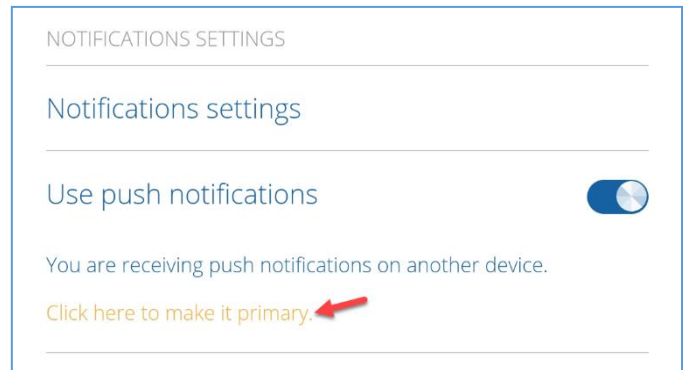 NOTIFICATIONS SETTINGS
Notifications settings
Use push notifications
You are receiving push notifications on another device.
Click here to make it primary.